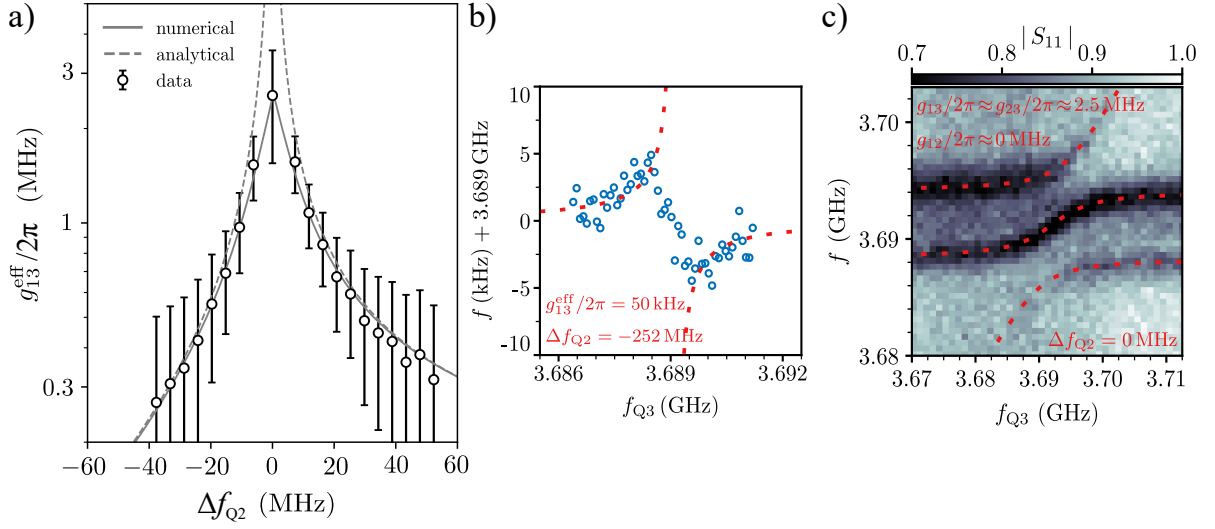 a)
numerical
analytical
data
3
1
0.3
g₁₃ᵉᶠᶠ/2π (MHz)
−60 −40 −20 0 20 40 60
Δf_Q2 (MHz)
b)
10
5
0
-5
-10
f (kHz) + 3.689 GHz
g₁₃ᵉᶠᶠ/2π = 50 kHz
Δf_Q2 = −252 MHz
3.686 3.689 3.692
f_Q3 (GHz)
c)
|S₁₁|
0.7 0.8 0.9 1.0
g₁₃/2π ≈ g₂₃/2π ≈ 2.5 MHz
g₁₂/2π ≈ 0 MHz
3.70
3.69
3.68
f (GHz)
Δf_Q2 = 0 MHz
3.67 3.68 3.69 3.70 3.71
f_Q3 (GHz)